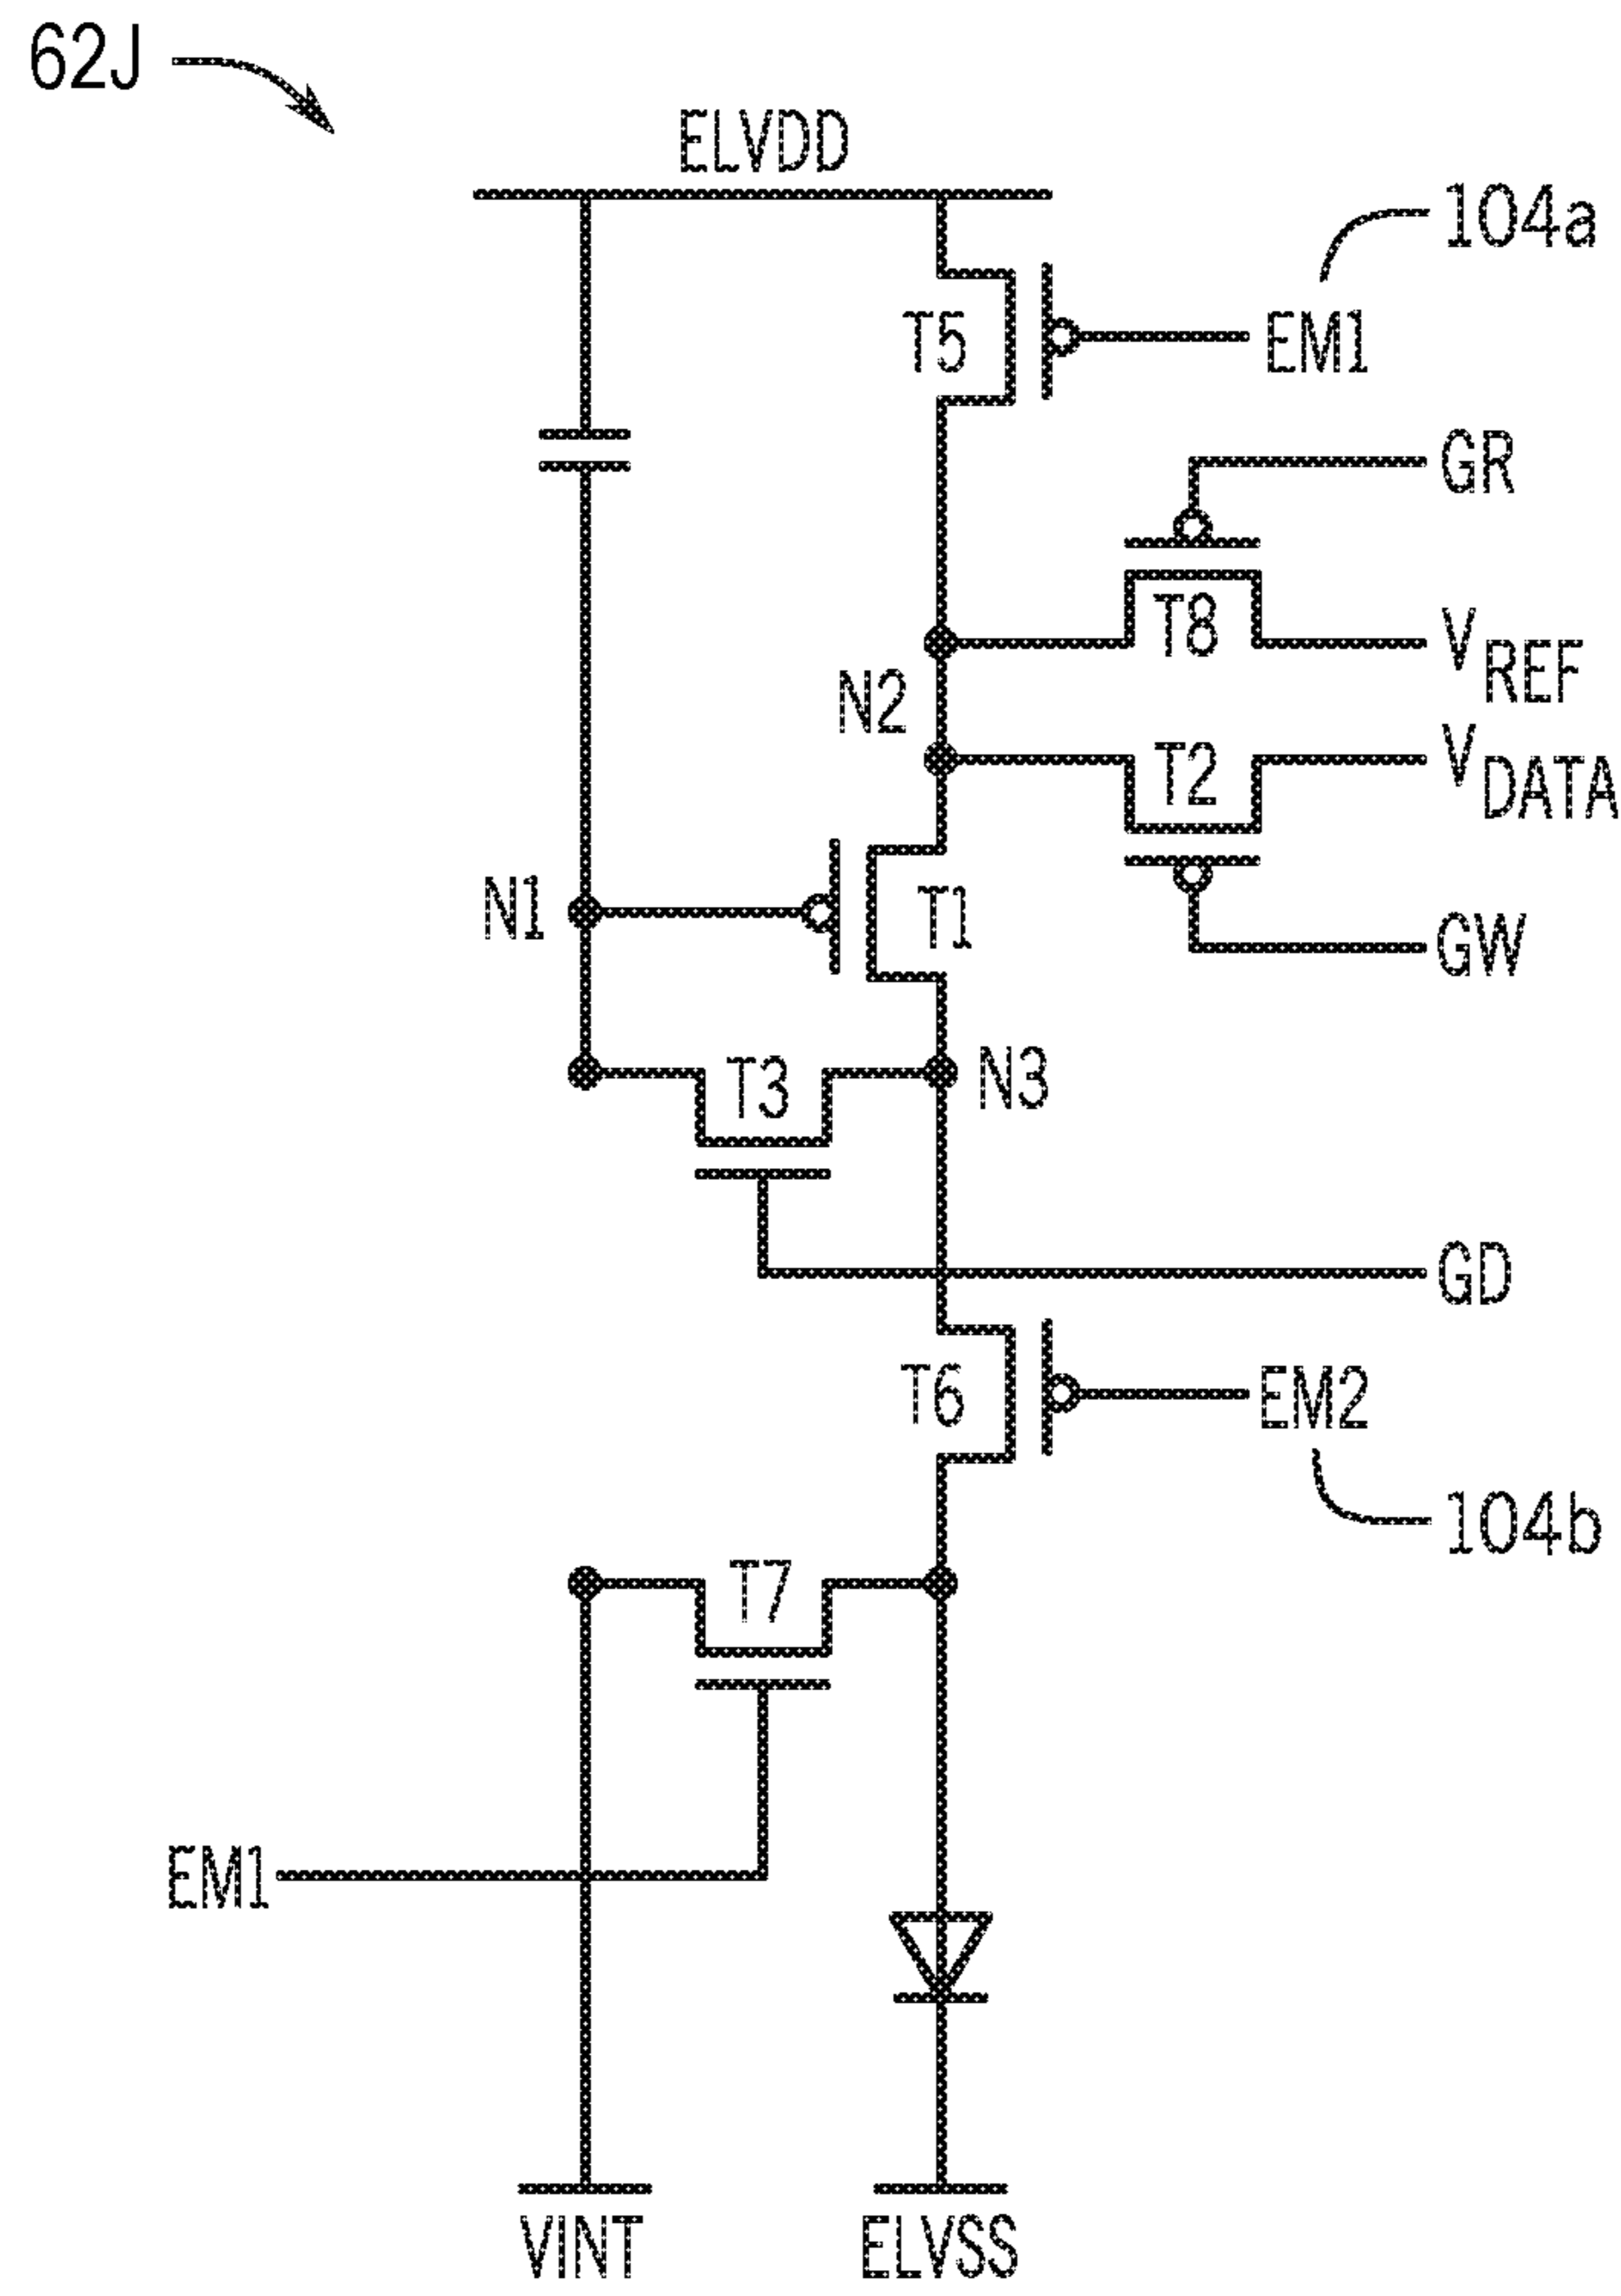 62J
ELVDD
104a
T5
EM1
GR
T8
VREF
N2
T2
VDATA
N1
T1
GW
T3
N3
GD
T6
EM2
104b
T7
EM1
VINT
ELVSS